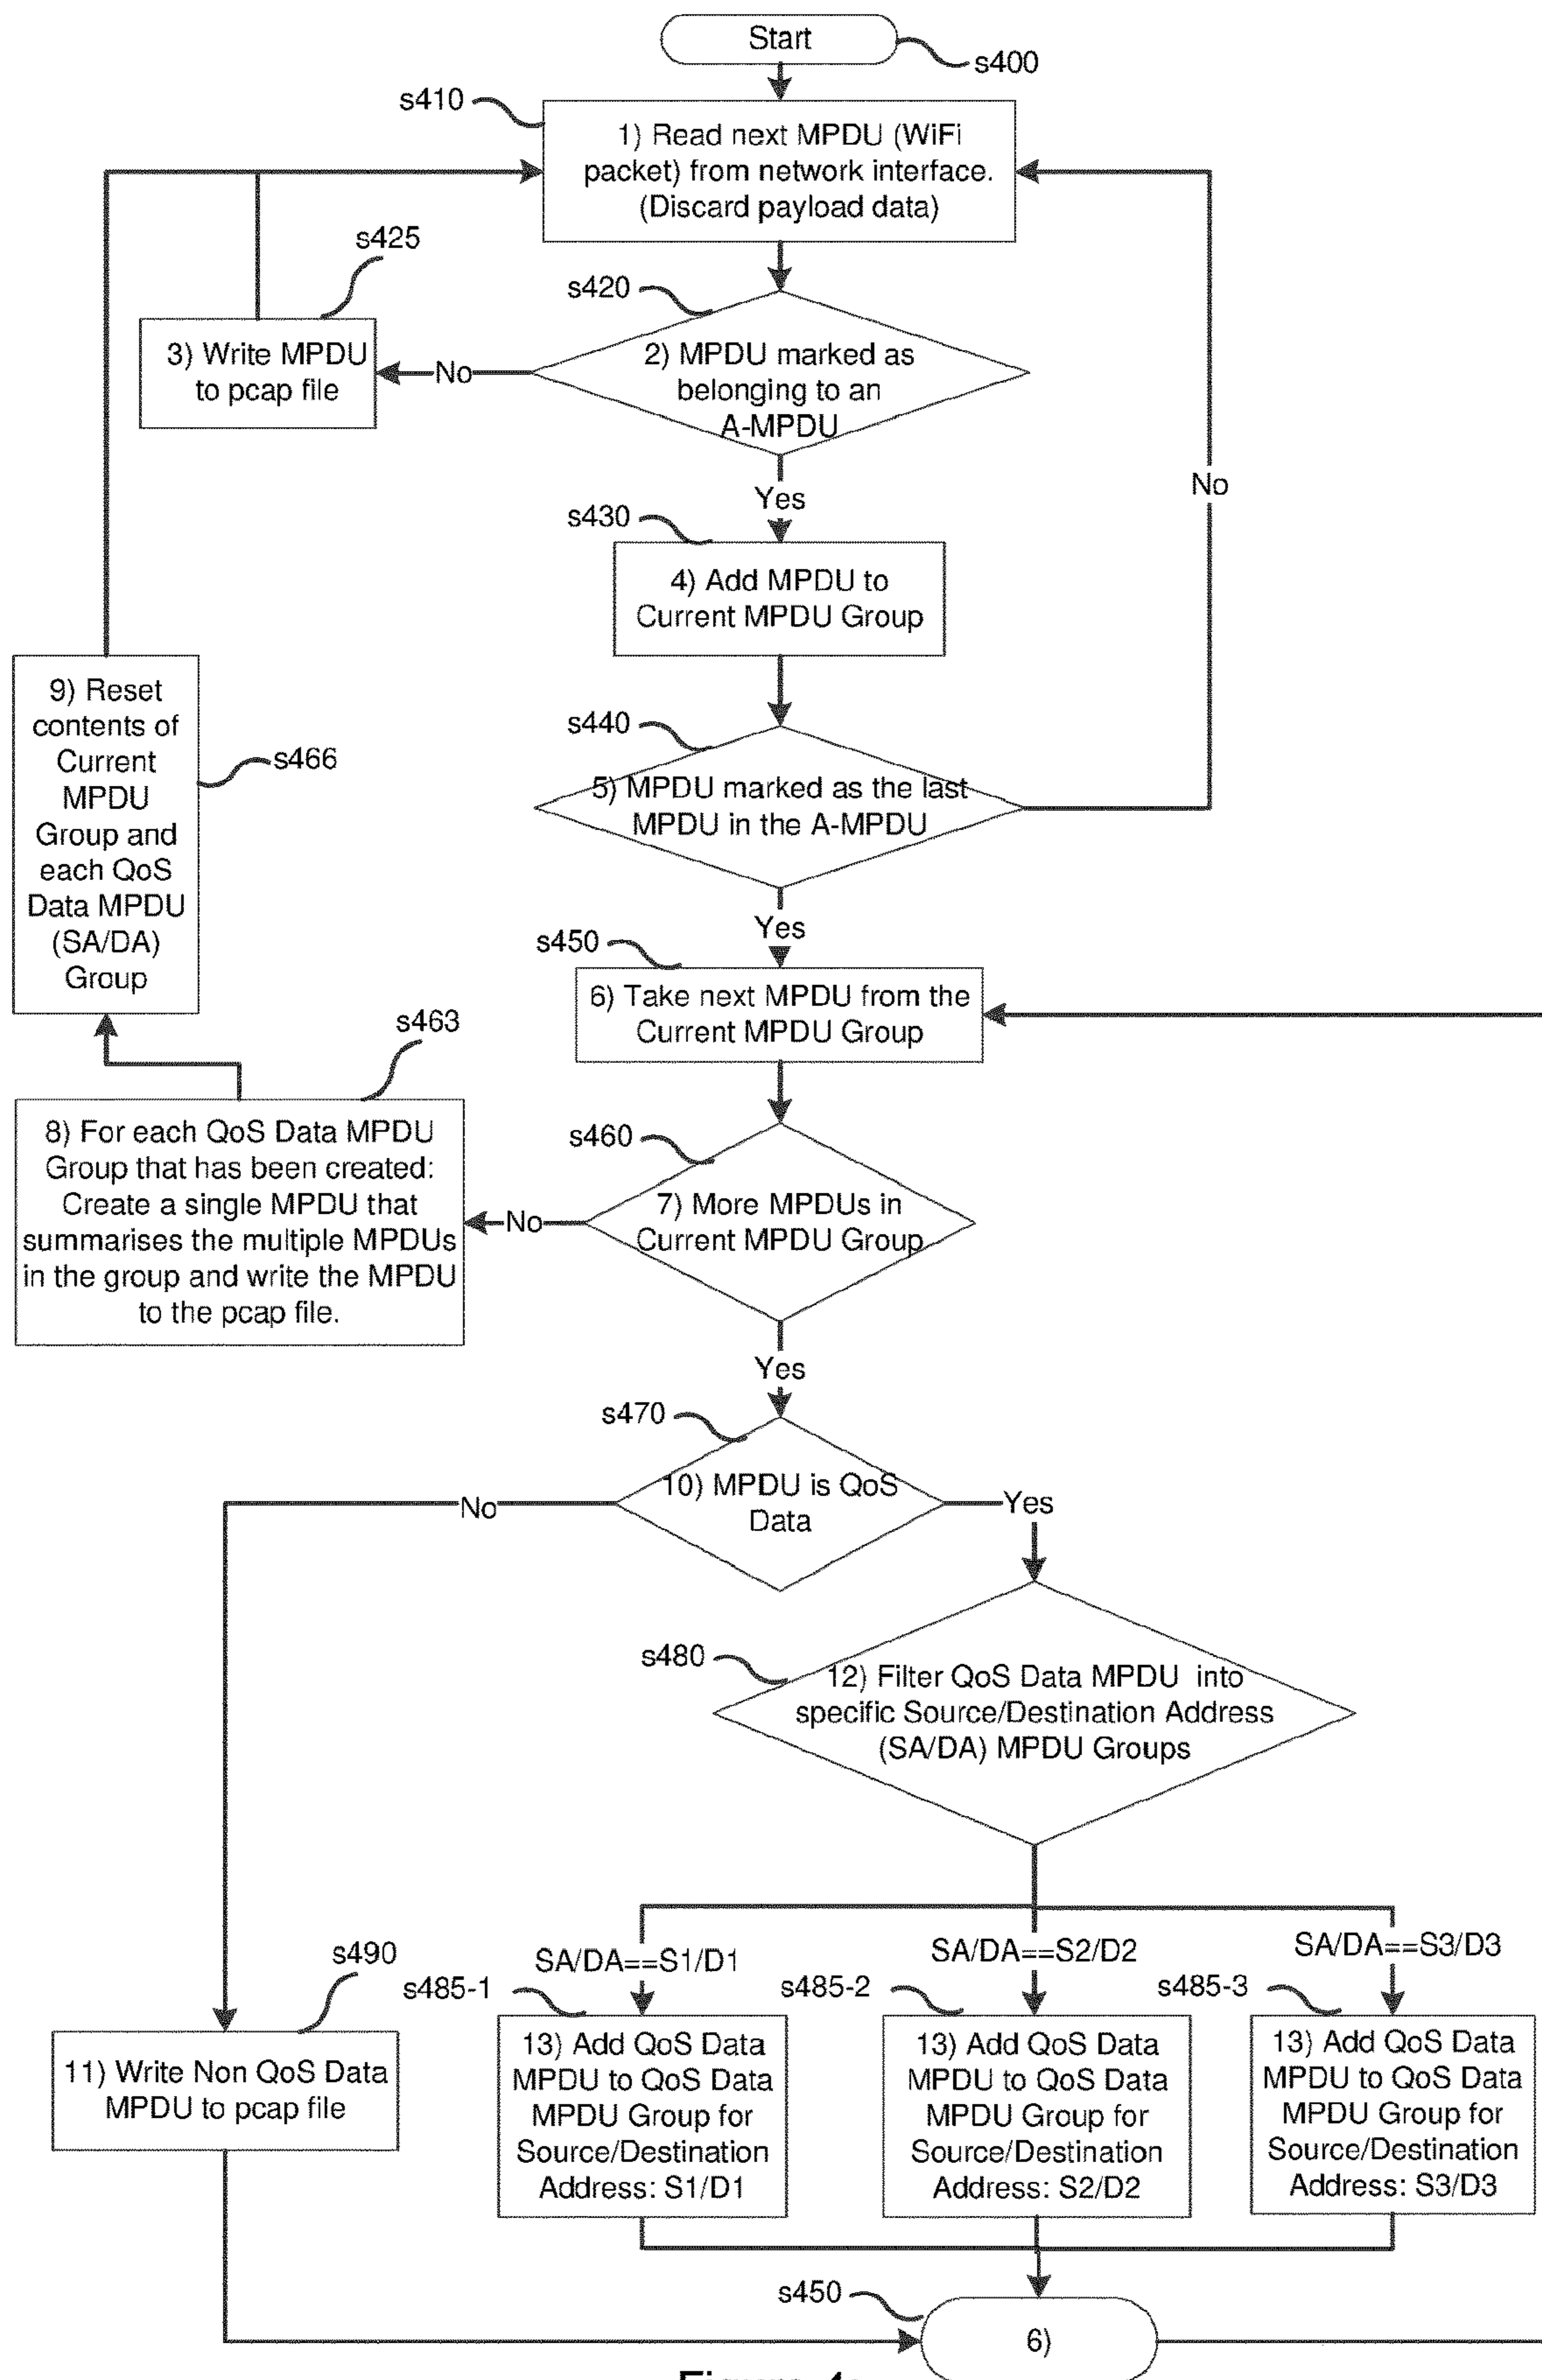 Start
s400
s410
1) Read next MPDU (WiFi
packet) from network interface.
(Discard payload data)
s425
s420
3) Write MPDU
to pcap file
No
2) MPDU marked as
belonging to an
A-MPDU
No
Yes
s430
4) Add MPDU to
Current MPDU Group
9) Reset
contents of
Current
MPDU
Group and
each QoS
Data MPDU
(SA/DA)
Group
s466
s440
5) MPDU marked as the last
MPDU in the A-MPDU
Yes
s450
6) Take next MPDU from the
Current MPDU Group
s463
8) For each QoS Data MPDU
Group that has been created:
Create a single MPDU that
summarises the multiple MPDUs
in the group and write the MPDU
to the pcap file.
s460
No
7) More MPDUs in
Current MPDU Group
Yes
s470
No
10) MPDU is QoS
Data
Yes
s480
12) Filter QoS Data MPDU into
specific Source/Destination Address
(SA/DA) MPDU Groups
SA/DA==S1/D1
SA/DA==S2/D2
SA/DA==S3/D3
s490
s485-1
s485-2
s485-3
11) Write Non QoS Data
MPDU to pcap file
13) Add QoS Data
MPDU to QoS Data
MPDU Group for
Source/Destination
Address: S1/D1
13) Add QoS Data
MPDU to QoS Data
MPDU Group for
Source/Destination
Address: S2/D2
13) Add QoS Data
MPDU to QoS Data
MPDU Group for
Source/Destination
Address: S3/D3
s450
6)